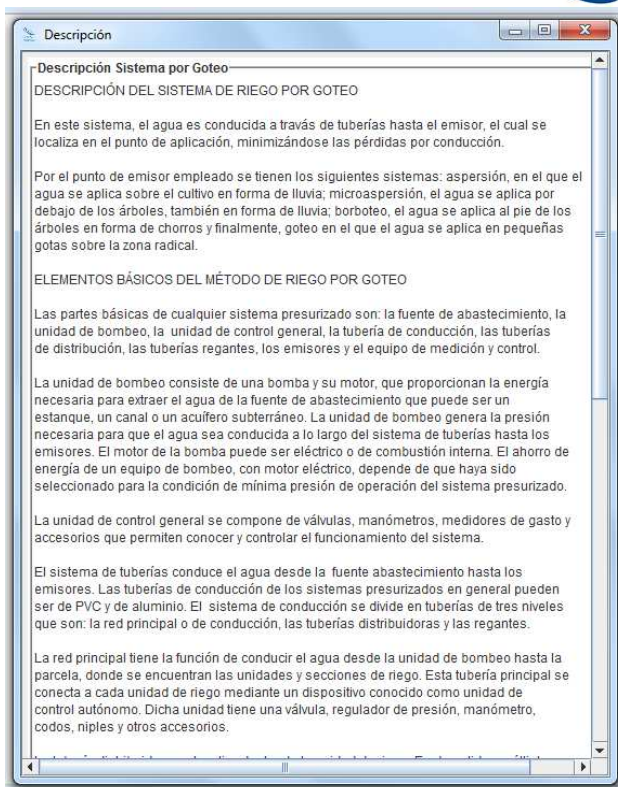 Descripción
Descripción Sistema por Goteo
DESCRIPCIÓN DEL SISTEMA DE RIEGO POR GOTEO
En este sistema, el agua es conducida a travás de tuberías hasta el emisor, el cual se
localiza en el punto de aplicación, minimizándose las pérdidas por conducción.
Por el punto de emisor empleado se tienen los siguientes sistemas: aspersión, en el que el
agua se aplica sobre el cultivo en forma de lluvia; microaspersión, el agua se aplica por
debajo de los árboles, también en forma de lluvia; borboteo, el agua se aplica al pie de los
árboles en forma de chorros y finalmente, goteo en el que el agua se aplica en pequeñas
gotas sobre la zona radical.
ELEMENTOS BÁSICOS DEL MÉTODO DE RIEGO POR GOTEO
Las partes básicas de cualquier sistema presurizado son: la fuente de abastecimiento, la
unidad de bombeo, la unidad de control general, la tubería de conducción, las tuberías
de distribución, las tuberías regantes, los emisores y el equipo de medición y control.
La unidad de bombeo consiste de una bomba y su motor, que proporcionan la energía
necesaria para extraer el agua de la fuente de abastecimiento que puede ser un
estanque, un canal o un acuífero subterráneo. La unidad de bombeo genera la presión
necesaria para que el agua sea conducida a lo largo del sistema de tuberías hasta los
emisores. El motor de la bomba puede ser eléctrico o de combustión interna. El ahorro de
energía de un equipo de bombeo, con motor eléctrico, depende de que haya sido
seleccionado para la condición de mínima presión de operación del sistema presurizado.
La unidad de control general se compone de válvulas, manómetros, medidores de gasto y
accesorios que permiten conocer y controlar el funcionamiento del sistema.
El sistema de tuberías conduce el agua desde la fuente abastecimiento hasta los
emisores. Las tuberías de conducción de los sistemas presurizados en general pueden
ser de PVC y de aluminio. El sistema de conducción se divide en tuberías de tres niveles
que son: la red principal o de conducción, las tuberías distribuidoras y las regantes.
La red principal tiene la función de conducir el agua desde la unidad de bombeo hasta la
parcela, donde se encuentran las unidades y secciones de riego. Esta tubería principal se
conecta a cada unidad de riego mediante un dispositivo conocido como unidad de
control autónomo. Dicha unidad tiene una válvula, regulador de presión, manómetro,
codos, niples y otros accesorios.